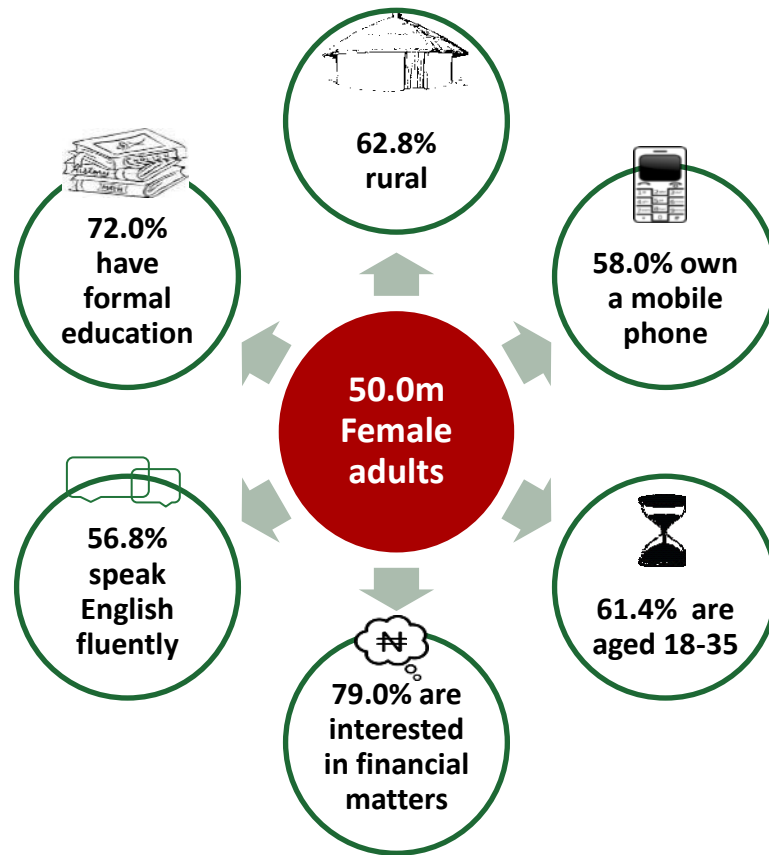 62.8%
rural
72.0%
have
formal
education
58.0% own
a mobile
phone
50.0m
Female
adults
56.8%
speak
English
fluently
61.4% are
aged 18-35
₦
79.0% are
interested
in financial
matters